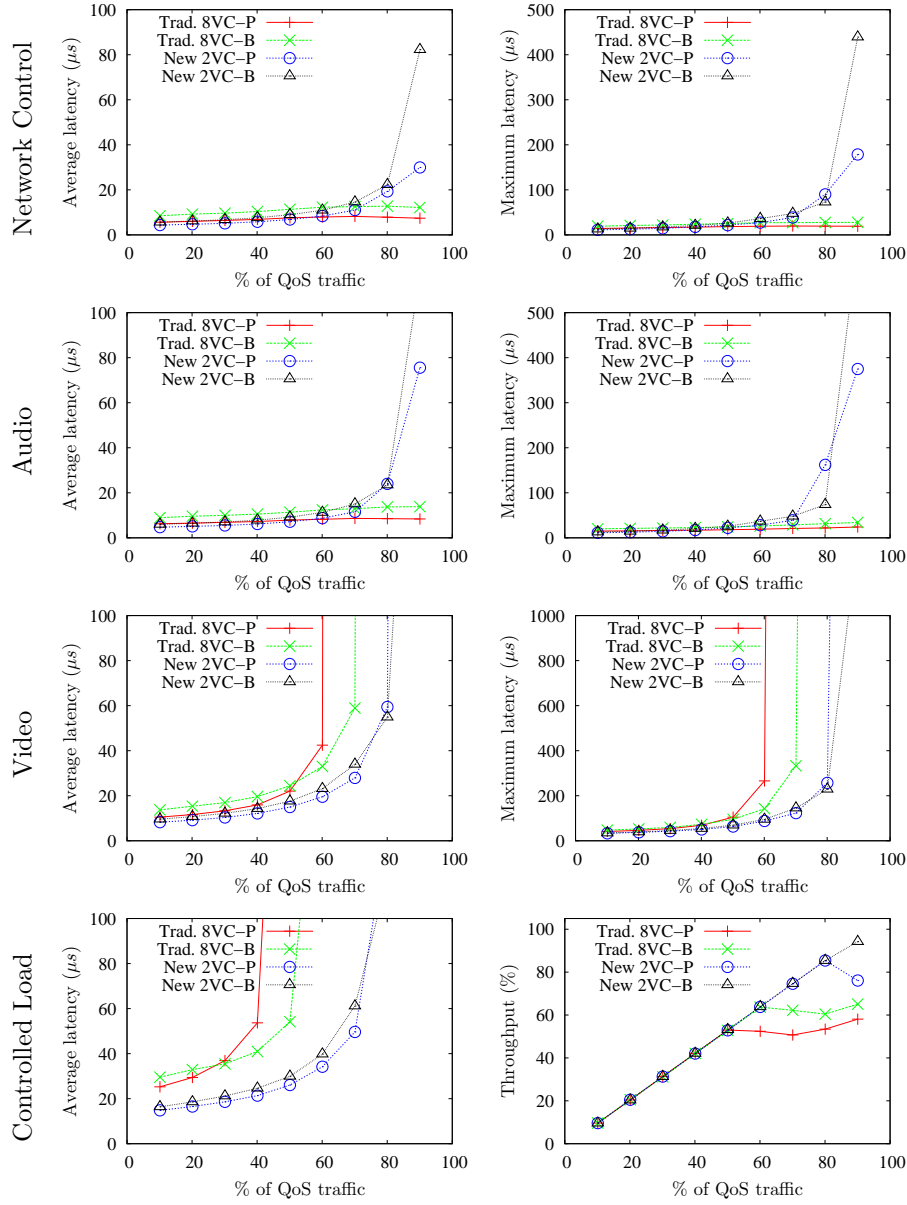 Network Control
Average latency (μs)
100
80
60
40
20
0
0 20 40 60 80 100
% of QoS traffic
Trad. 8VC−P
Trad. 8VC−B
New 2VC−P
New 2VC−B
Maximum latency (μs)
500
400
300
200
100
0
0 20 40 60 80 100
% of QoS traffic
Trad. 8VC−P
Trad. 8VC−B
New 2VC−P
New 2VC−B
Audio
Average latency (μs)
100
80
60
40
20
0
0 20 40 60 80 100
% of QoS traffic
Trad. 8VC−P
Trad. 8VC−B
New 2VC−P
New 2VC−B
Maximum latency (μs)
500
400
300
200
100
0
0 20 40 60 80 100
% of QoS traffic
Trad. 8VC−P
Trad. 8VC−B
New 2VC−P
New 2VC−B
Video
Average latency (μs)
100
80
60
40
20
0
0 20 40 60 80 100
% of QoS traffic
Trad. 8VC−P
Trad. 8VC−B
New 2VC−P
New 2VC−B
Maximum latency (μs)
1000
800
600
400
200
0
0 20 40 60 80 100
% of QoS traffic
Trad. 8VC−P
Trad. 8VC−B
New 2VC−P
New 2VC−B
Controlled Load
Average latency (μs)
100
80
60
40
20
0
0 20 40 60 80 100
% of QoS traffic
Trad. 8VC−P
Trad. 8VC−B
New 2VC−P
New 2VC−B
Throughput (%)
100
80
60
40
20
0
0 20 40 60 80 100
% of QoS traffic
Trad. 8VC−P
Trad. 8VC−B
New 2VC−P
New 2VC−B